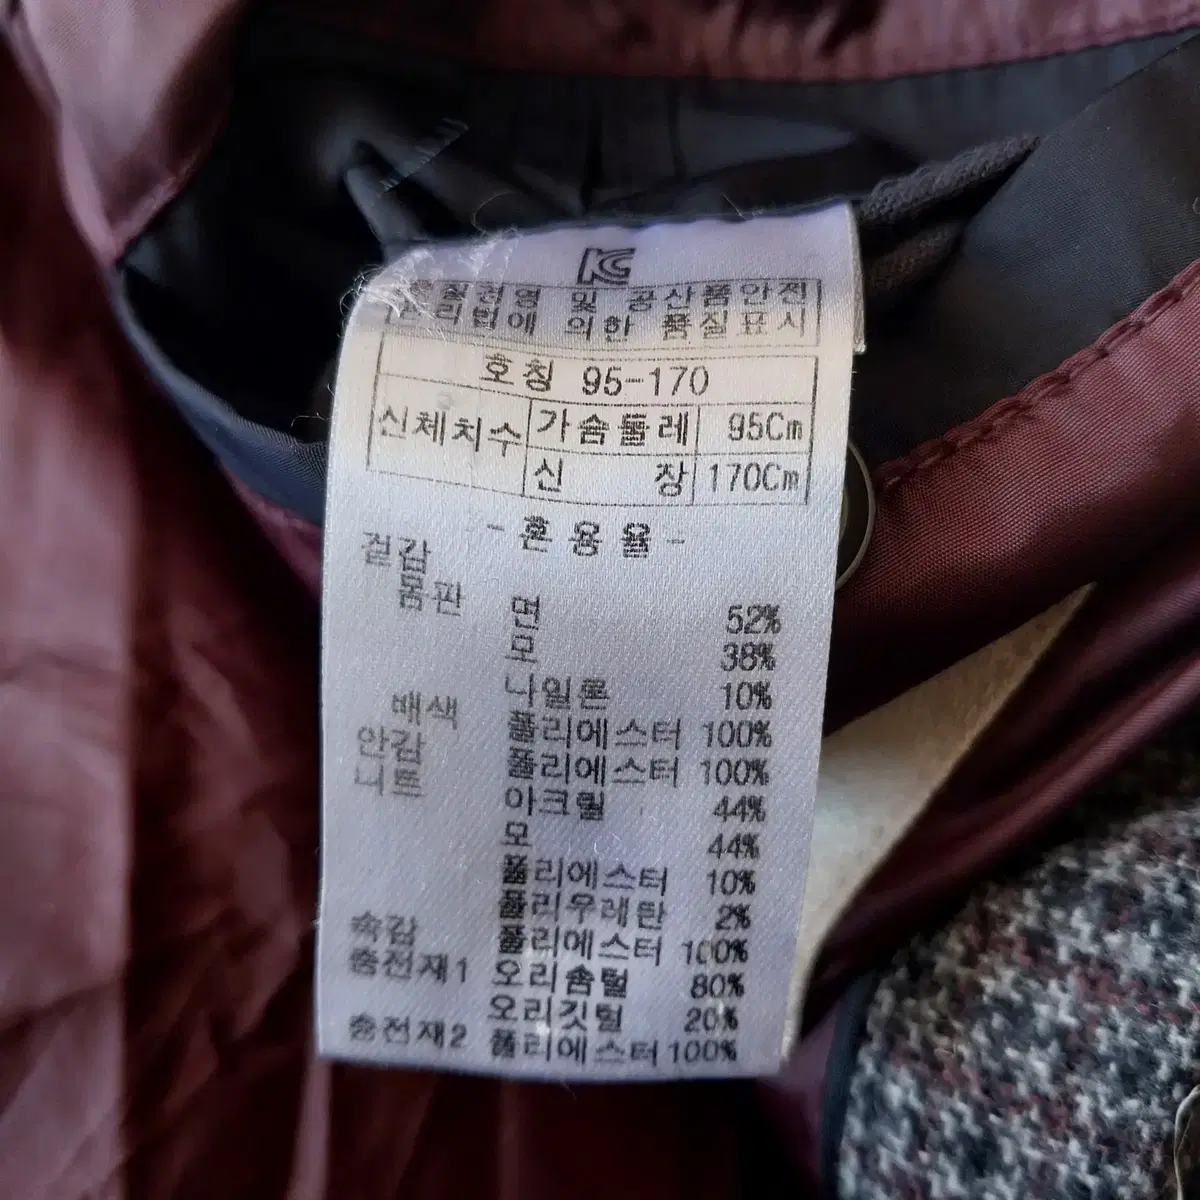 KC
품질경영 및 공산품안전
관리법에 의한 품질표시
호칭 95-170
신체치수 가슴둘레 95Cm
신 장 170Cm
- 혼용율 -
겉감
몸판 면 52%
모 38%
나일론 10%
배색 폴리에스터 100%
안감 폴리에스터 100%
니트 아크릴 44%
모 44%
폴리에스터 10%
폴리우레탄 2%
속감 폴리에스터 100%
충전재1 오리솜털 80%
오리깃털 20%
충전재2 폴리에스터 100%